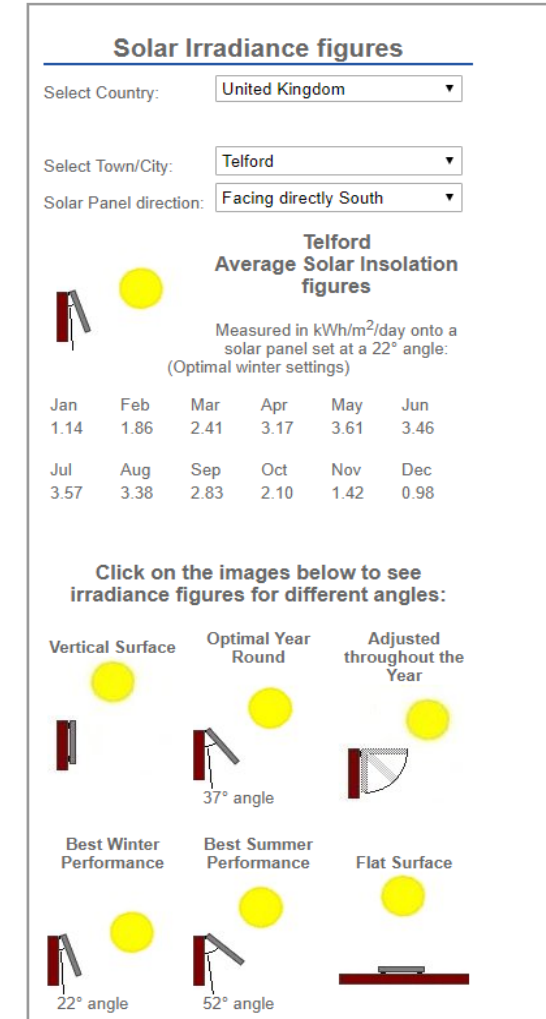 Solar Irradiance figures
Select Country: United Kingdom
Select Town/City: Telford
Solar Panel direction: Facing directly South
Telford
Average Solar Insolation
figures
Measured in kWh/m2/day onto a
solar panel set at a 22° angle:
(Optimal winter settings)
Jan Feb Mar Apr May Jun
1.14 1.86 2.41 3.17 3.61 3.46
Jul Aug Sep Oct Nov Dec
3.57 3.38 2.83 2.10 1.42 0.98
Click on the images below to see
irradiance figures for different angles:
Vertical Surface
Optimal Year
Round
Adjusted
throughout the
Year
37° angle
Best Winter
Performance
Best Summer
Performance
Flat Surface
22° angle
52° angle